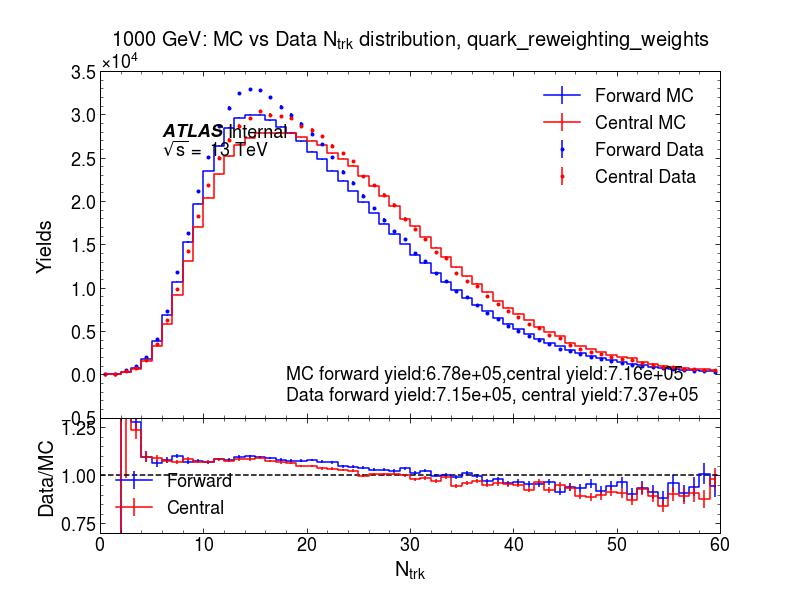 1000 GeV: MC vs Data N_trk distribution, quark_reweighting_weights
×10⁴
3.5
3.0
2.5
2.0
1.5
1.0
0.5
0.0
0.5
Yields
ATLAS Internal
√s = 13 TeV
Forward MC
Central MC
Forward Data
Central Data
MC forward yield:6.78e+05,central yield:7.16e+05
Data forward yield:7.15e+05, central yield:7.37e+05
1.25
1.00
0.75
Data/MC
Forward
Central
0 10 20 30 40 50 60
N_trk